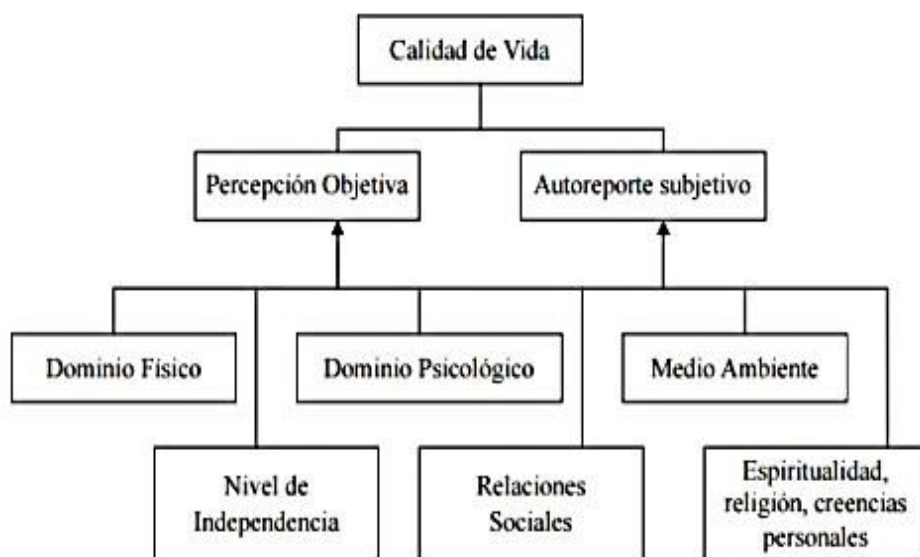 Calidad de Vida
Percepción Objetiva
Autoreporte subjetivo
Dominio Físico
Dominio Psicológico
Medio Ambiente
Nivel de
Independencia
Relaciones
Sociales
Espiritualidad,
religión, creencias
personales